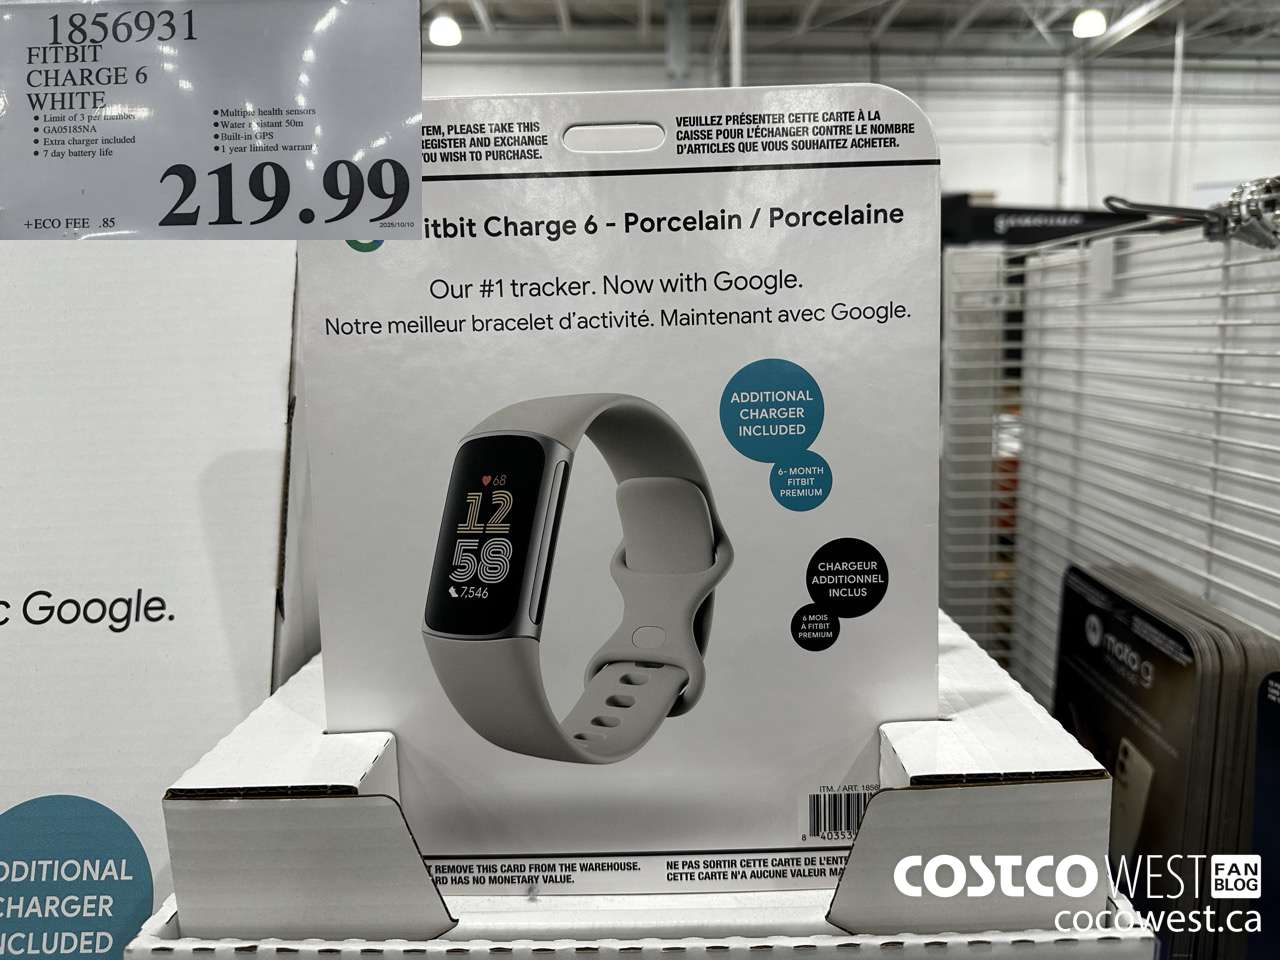 1856931
FITBIT
CHARGE 6
WHITE
• Limit of 3 per member
• GA05185NA
• Extra charger included
• 7 day battery life
• Multiple health sensors
• Water resistant 50m
• Built-in GPS
• 1 year limited warranty
219.99
+ECO FEE .85
2025/10/10
TEM, PLEASE TAKE THIS
REGISTER AND EXCHANGE
YOU WISH TO PURCHASE.
VEUILLEZ PRÉSENTER CETTE CARTE À LA
CAISSE POUR L'ÉCHANGER CONTRE LE NOMBRE
D'ARTICLES QUE VOUS SOUHAITEZ ACHETER.
itbit Charge 6 - Porcelain / Porcelaine
Our #1 tracker. Now with Google.
Notre meilleur bracelet d'activité. Maintenant avec Google.
ADDITIONAL
CHARGER
INCLUDED
6- MONTH
FITBIT
PREMIUM
68
12
58
7,546
CHARGEUR
ADDITIONNEL
INCLUS
6 MOIS
À FITBIT
PREMIUM
c Google.
moto g
ITM. / ART. 1856
8 40353
REMOVE THIS CARD FROM THE WAREHOUSE.
RD HAS NO MONETARY VALUE.
NE PAS SORTIR CETTE CARTE DE L'ENT
CETTE CARTE N'A AUCUNE VALEUR MA
DDITIONAL
CHARGER
NCLUDED
COSTCO WEST FAN BLOG
cocowest.ca